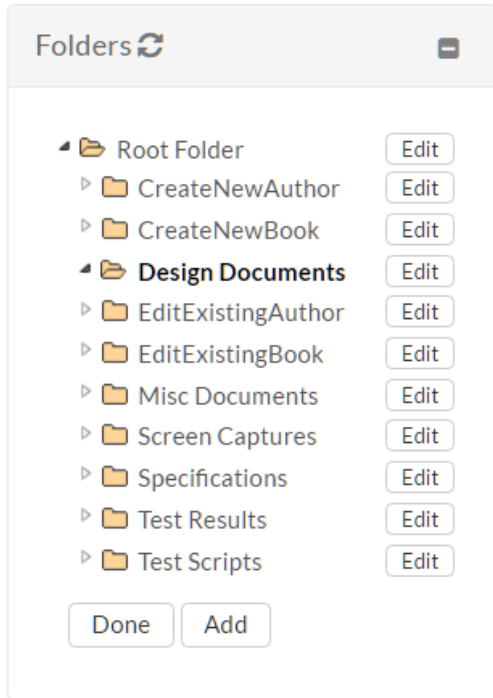 Folders
Root Folder Edit
CreateNewAuthor Edit
CreateNewBook Edit
Design Documents Edit
EditExistingAuthor Edit
EditExistingBook Edit
Misc Documents Edit
Screen Captures Edit
Specifications Edit
Test Results Edit
Test Scripts Edit
Done Add